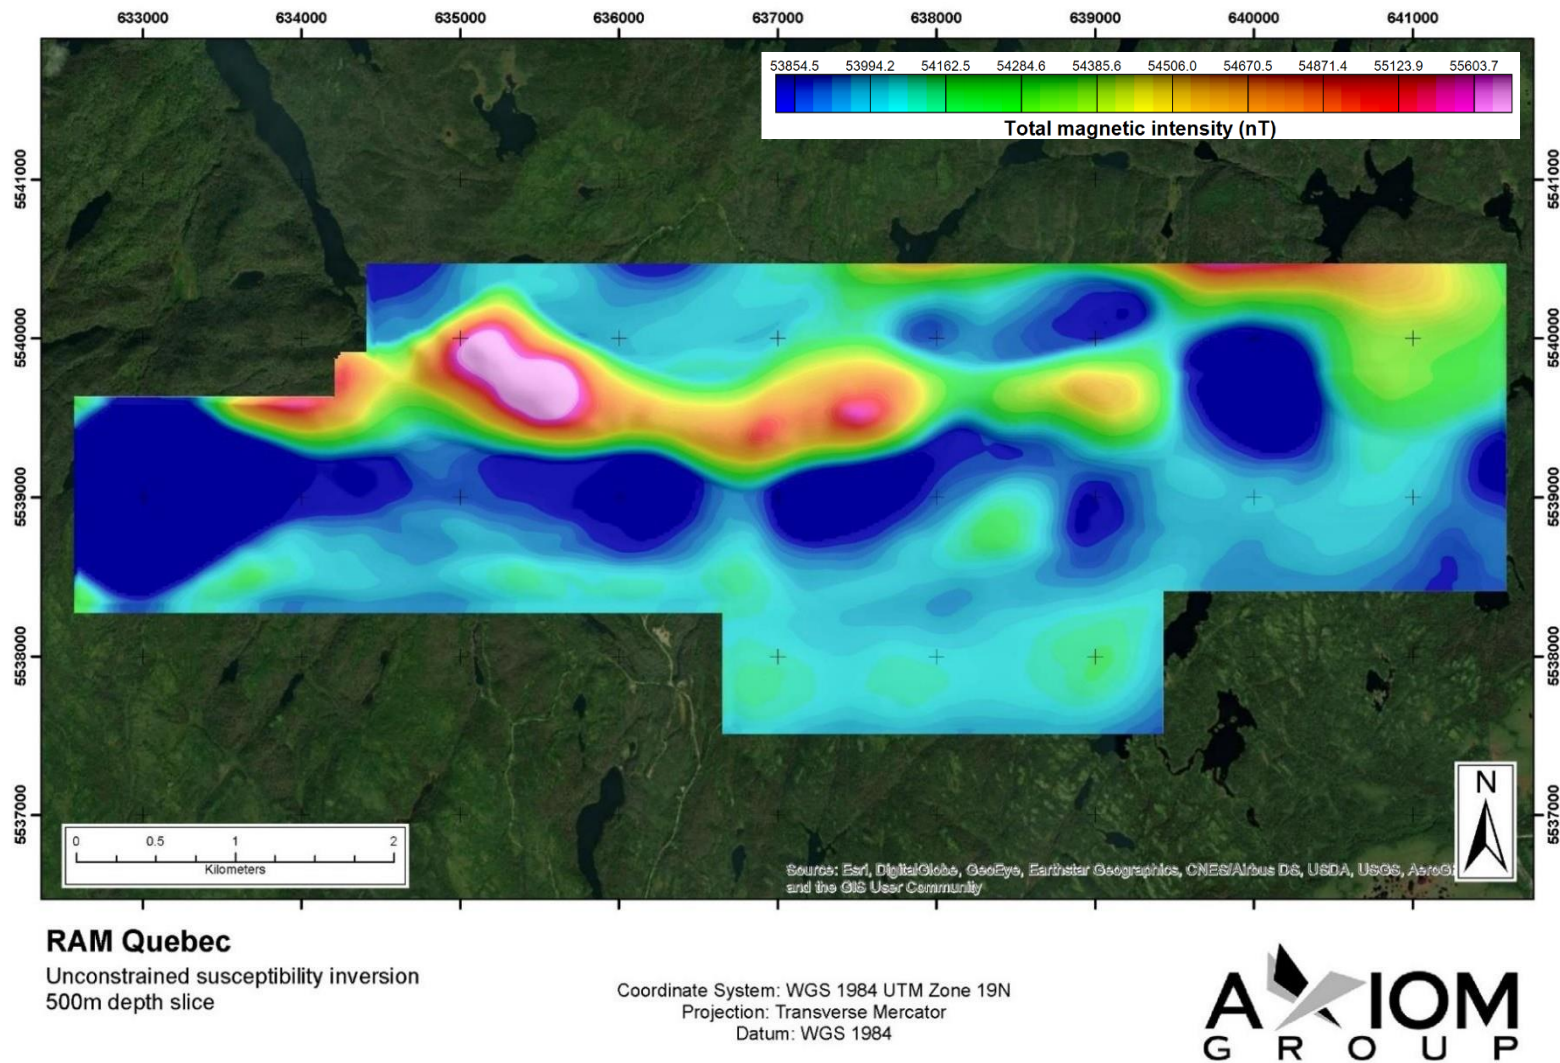 633000 634000 635000 636000 637000 638000 639000 640000 641000
53854.5 53994.2 54162.5 54284.6 54385.6 54506.0 54670.5 54871.4 55123.9 55603.7
Total magnetic intensity (nT)
5541000 5541000
5540000 5540000
5539000 5539000
5538000 5538000
5537000 5537000
N
0 0.5 1 2
Kilometers
Source: Esri, DigitalGlobe, GeoEye, Earthstar Geographics, CNES/Airbus DS, USDA, USGS, AeroG
and the GIS User Community
RAM Quebec
Unconstrained susceptibility inversion
500m depth slice
Coordinate System: WGS 1984 UTM Zone 19N
Projection: Transverse Mercator
Datum: WGS 1984
AXIOM
GROUP